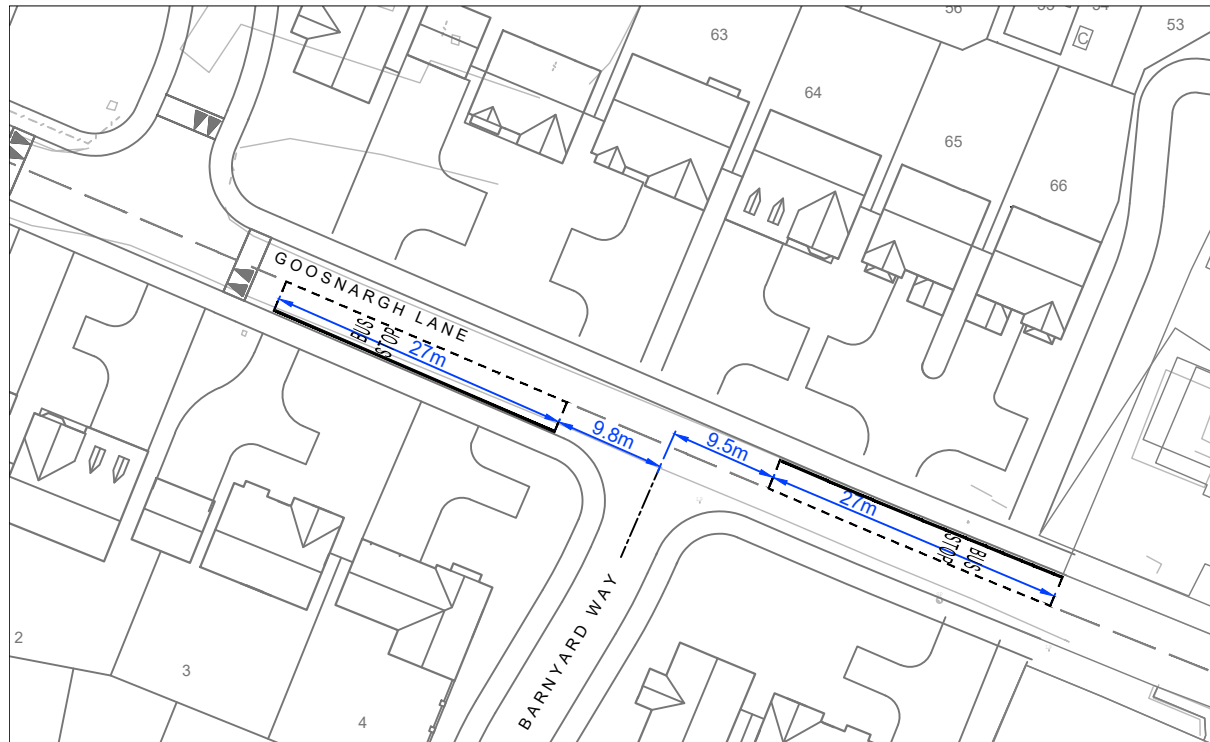 56
53
C
63
64
65
66
GOOSNARGH LANE
BUS
STOP
27m
9.8m
9.5m
27m
BUS
STOP
BARNYARD WAY
2
3
4